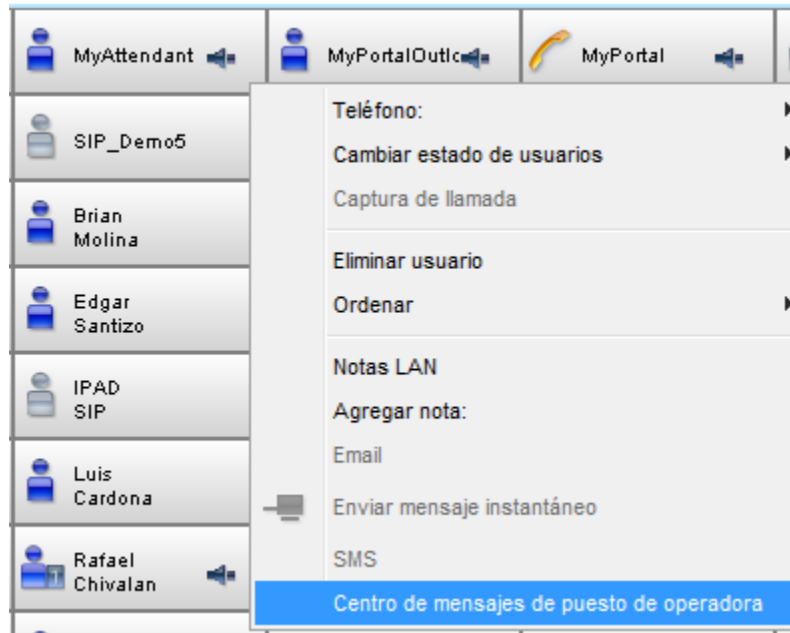 MyAttendant
MyPortalOutlc
MyPortal
SIP_Demo5
Brian
Molina
Edgar
Santizo
IPAD
SIP
Luis
Cardona
Rafael
Chivalan
Teléfono:
Cambiar estado de usuarios
Captura de llamada
Eliminar usuario
Ordenar
Notas LAN
Agregar nota:
Email
Enviar mensaje instantáneo
SMS
Centro de mensajes de puesto de operadora